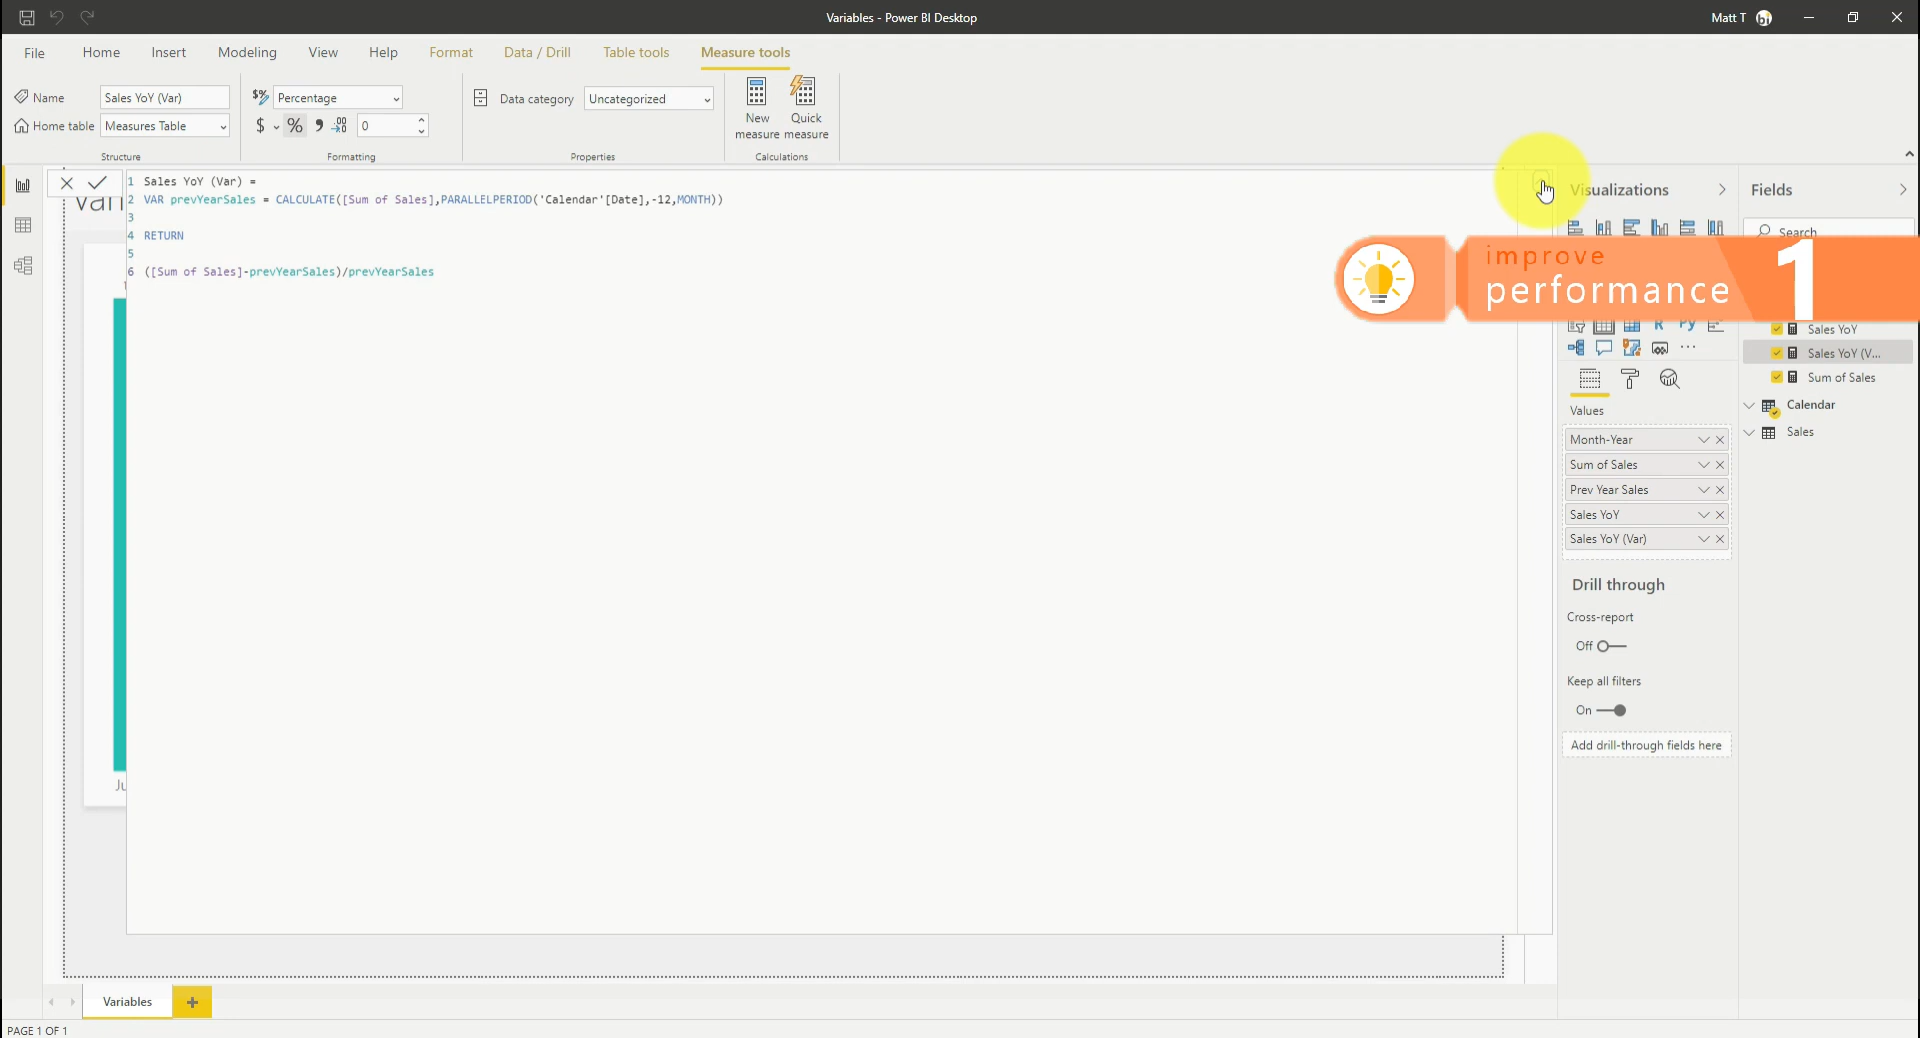 Variables - Power BI Desktop
Matt T
File Home Insert Modeling View Help Format Data / Drill Table tools Measure tools
Name Sales YoY (Var)
Home table Measures Table
Structure
Percentage
$ % 0
Formatting
Data category Uncategorized
Properties
New measure
Quick measure
Calculations
1 Sales YoY (Var) =
2 VAR prevYearSales = CALCULATE([Sum of Sales],PARALLELPERIOD('Calendar'[Date],-12,MONTH))
3
4 RETURN
5
6 ([Sum of Sales]-prevYearSales)/prevYearSales
Visualizations
Fields
Search
improve
performance 1
R Py
Sales YoY
Sales YoY (V...
Sum of Sales
Calendar
Sales
Values
Month-Year
Sum of Sales
Prev Year Sales
Sales YoY
Sales YoY (Var)
Drill through
Cross-report
Off
Keep all filters
On
Add drill-through fields here
Variables
PAGE 1 OF 1